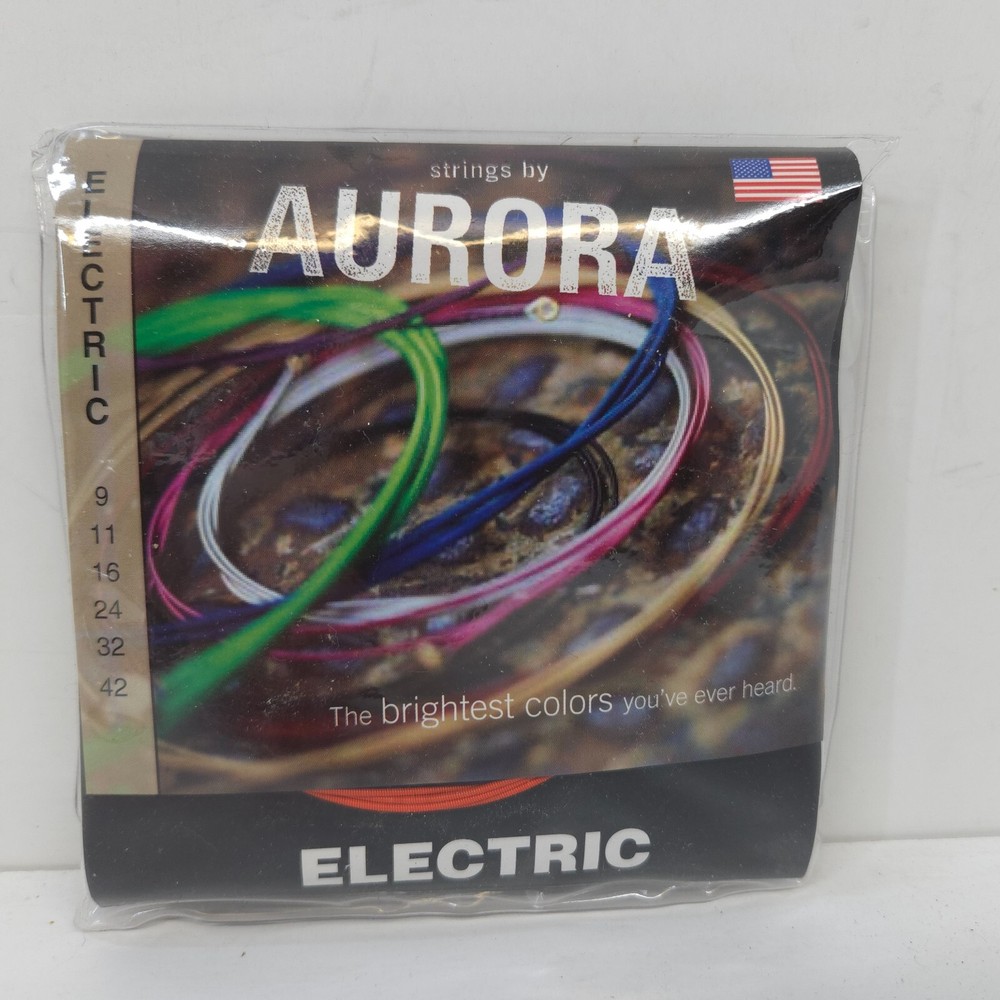 strings by
AURORA
ELECTRIC
9
11
16
24
32
42
The brightest colors you've ever heard.
ELECTRIC